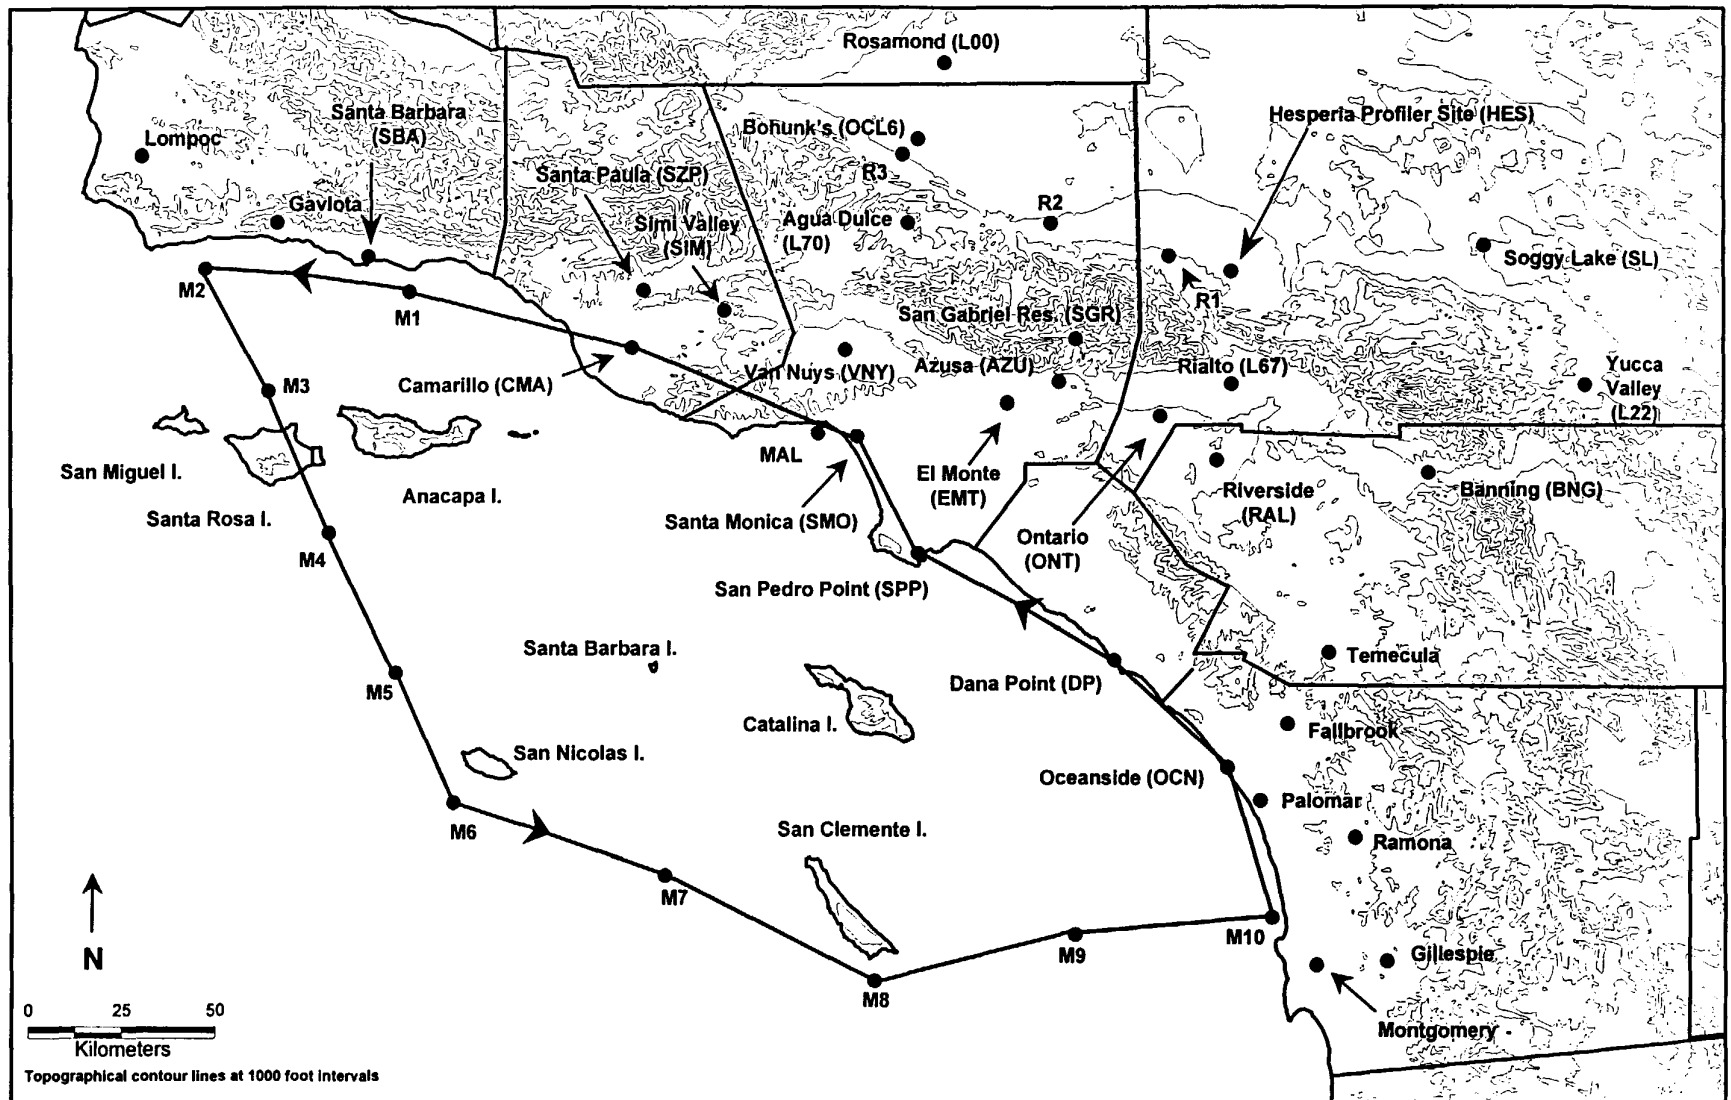 Rosamond (L00)
Santa Barbara
(SBA)
Lompoc
Bohunk's (OCL6)
Hesperia Profiler Site (HES)
R3
Santa Paula (SZP)
Gaviota
R2
Simi Valley
(SIM)
Agua Dulce
(L70)
Soggy Lake (SL)
M2
M1
R1
San Gabriel Res. (SGR)
M3
Camarillo (CMA)
Van Nuys (VNY)
Azusa (AZU)
Rialto (L67)
Yucca
Valley
(L22)
San Miguel I.
Anacapa I.
MAL
El Monte
(EMT)
Riverside
(RAL)
Banning (BNG)
Santa Rosa I.
Santa Monica (SMO)
Ontario
(ONT)
M4
San Pedro Point (SPP)
Santa Barbara I.
Temecula
M5
Dana Point (DP)
Catalina I.
Fallbrook
San Nicolas I.
Oceanside (OCN)
Palomar
M6
San Clemente I.
Ramona
M7
M10
M9
Gillespie
N
M8
0 25 50
Kilometers
Montgomery
Topographical contour lines at 1000 foot intervals